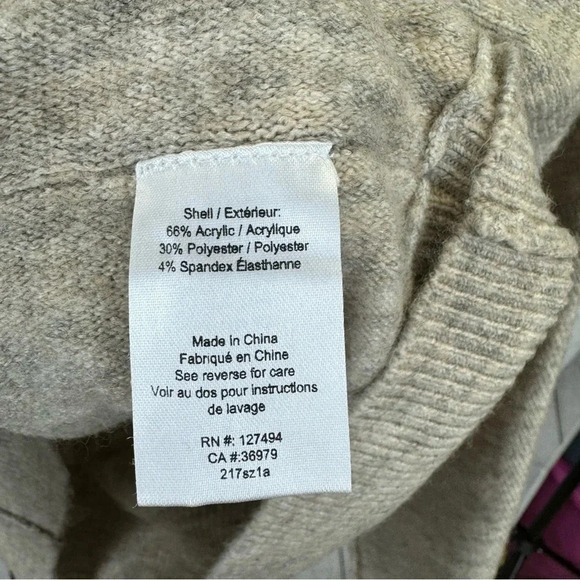 Shell / Extérieur:
66% Acrylic / Acrylique
30% Polyester / Polyester
4% Spandex Élasthanne
Made in China
Fabriqué en Chine
See reverse for care
Voir au dos pour instructions
de lavage
RN #: 127494
CA #:36979
217sz1a